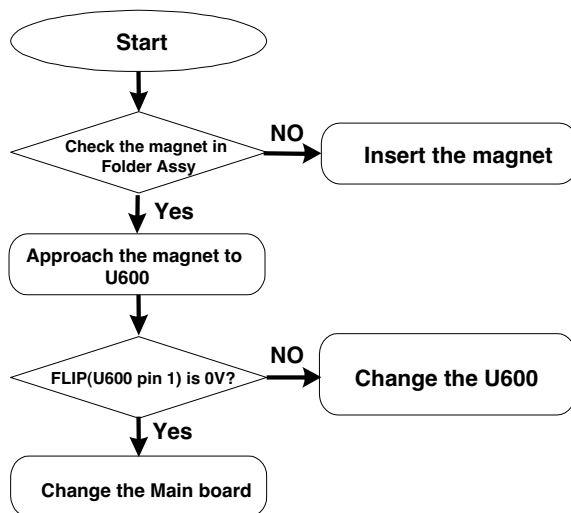 Start
Check the magnet in
Folder Assy
NO
Insert the magnet
Yes
Approach the magnet to
U600
FLIP(U600 pin 1) is 0V?
NO
Change the U600
Yes
Change the Main board